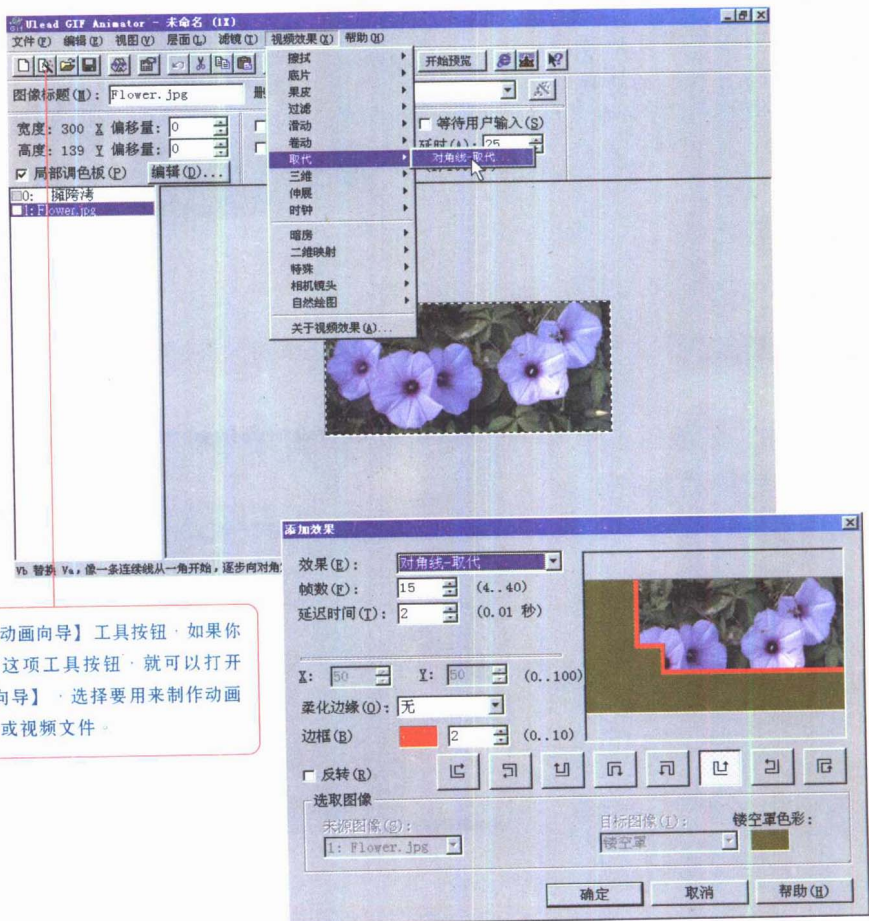 Ulead GIF Animator - 未命名 (1X)
文件(F) 编辑(E) 视图(V) 层面(L) 滤镜(T) 视频效果(X) 帮助(H)
开始预览
图像标题(M): Flower.jpg
宽度: 300 X 偏移量: 0
高度: 139 Y 偏移量: 0
局部调色板(P) 编辑(D)...
等待用户输入(S)
延时(A): 25
0: 擁跨洘
1: Flower.jpg
擦拭
底片
果皮
过滤
滑动
卷动
取代
对角线-取代...
三维
伸展
时钟
暗房
二维映射
特殊
相机镜头
自然绘图
关于视频效果(A)...
Vb 替换 Va，像一条连续线从一角开始，逐步向对角
动画向导】工具按钮·如果你
这项工具按钮·就可以打开
向导】·选择要用来制作动画
或视频文件。
添加效果
效果(E): 对角线-取代
帧数(F): 15 (4..40)
延迟时间(T): 2 (0.01 秒)
X: 50 Y: 50 (0..100)
柔化边缘(O): 无
边框(B) 2 (0..10)
反转(R)
选取图像
来源图像(S): 目标图像(I): 镂空罩色彩:
1: Flower.jpg 镂空罩
确定 取消 帮助(H)